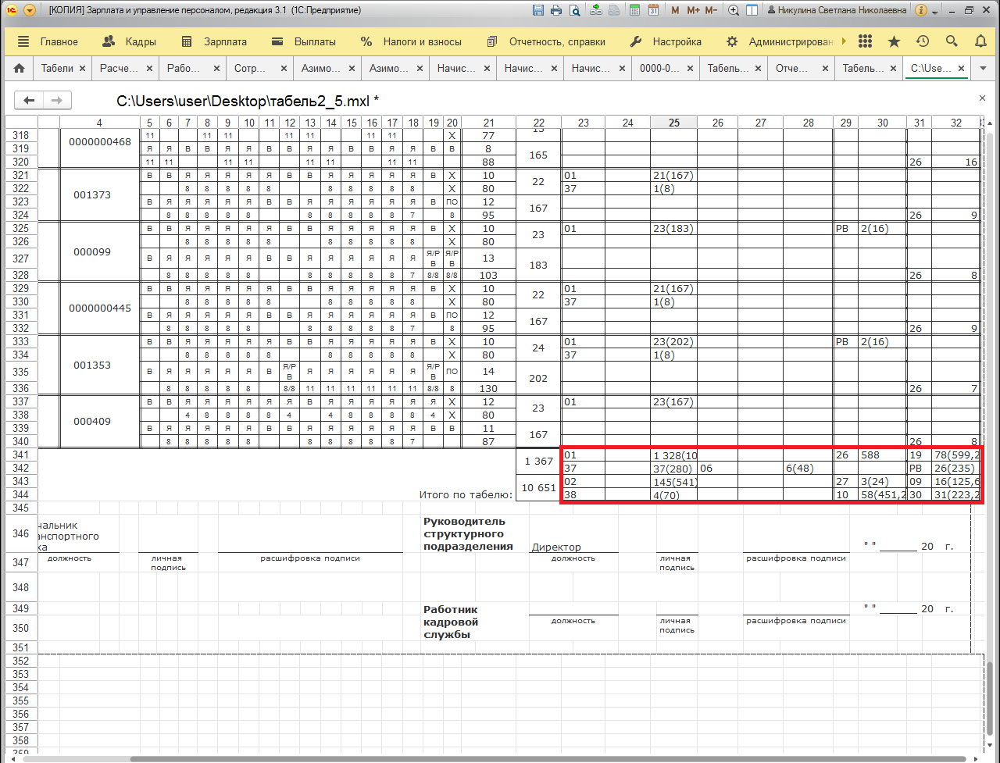 [КОПИЯ] Зарплата и управление персоналом, редакция 3.1 (1С:Предприятие)
M M+ M- Никулина Светлана Николаевна
Главное Кадры Зарплата Выплаты Налоги и взносы Отчетность, справки Настройка Администрирован
Табели Расче... Рабо... Сотр... Азимо... Азимо... Начис... Начис... Начис... 0000-0... Табель... Отче... Табель... C:\Use...
C:\Users\user\Desktop\табель2_5.mxl *
4 5 6 7 8 9 10 11 12 13 14 15 16 17 18 19 20 21 22 23 24 25 26 27 28 29 30 31 32
318 0000000468 11 11 11 11 11 11 11 X 77
319 Я Я В В Я Я В В Я Я В В Я Я В В 8 165
320 11 11 11 11 11 11 11 11 88 26 16
321 001373 В В Я Я Я Я Я В В Я Я Я Я Я В X 10 22 01 21(167)
322 8 8 8 8 8 8 8 8 8 8 X 80 37 1(8)
323 В Я Я Я Я Я В В Я Я Я Я Я Я В ПО 12 167
324 8 8 8 8 8 8 8 8 8 7 8 95 26 9
325 000099 В В Я Я Я Я Я В В Я Я Я Я Я В X 10 23 01 23(183) РВ 2(16)
326 8 8 8 8 8 8 8 8 8 8 X 80
327 В Я Я Я Я Я В В Я Я Я Я Я Я Я/РВ Я/РВ 13 183
328 8 8 8 8 8 8 8 8 8 8 7 8/8 8/8 103 26 8
329 0000000445 В В Я Я Я Я Я В В Я Я Я Я Я В X 10 22 01 21(167)
330 8 8 8 8 8 8 8 8 8 8 X 80 37 1(8)
331 В Я Я Я Я Я В В Я Я Я Я Я Я В ПО 12 167
332 8 8 8 8 8 8 8 8 8 7 8 95 26 9
333 001353 В В Я Я Я Я Я В В Я Я Я Я Я В X 10 24 01 23(202) РВ 2(16)
334 8 8 8 8 8 8 8 8 8 8 X 80 37 1(8)
335 В Я Я Я Я Я В Я/РВ Я Я Я Я Я Я Я/РВ ПО 14 202
336 8 8 8 8 8 8/8 11 11 11 11 11 11 8/8 8 130 26 7
337 000409 В В Я Я Я Я Я Я В Я Я Я Я Я Я X 12 23 01 23(167)
338 4 8 8 8 8 4 4 8 8 8 8 4 X 80
339 В Я Я Я Я Я В В Я Я Я Я Я Я В В 11 167
340 8 8 8 8 8 8 8 8 8 8 7 87 26 8
341 1 367 01 1 328(10 26 588 19 78(599,2
342 37 37(280) 06 6(48) РВ 26(235)
343 10 651 02 145(541) 27 3(24) 09 16(125,6
344 Итого по табелю: 38 4(70) 10 58(451,2 30 31(223,2
345
346 чальник
анспортного
ка
Руководитель
структурного
подразделения Директор " " ______ 20 г.
347 должность личная подпись расшифровка подписи должность личная подпись расшифровка подписи
348
349 Работник " " ______ 20 г.
350 кадровой
службы должность личная подпись расшифровка подписи
351
352
353
354
355
356
357
358
359